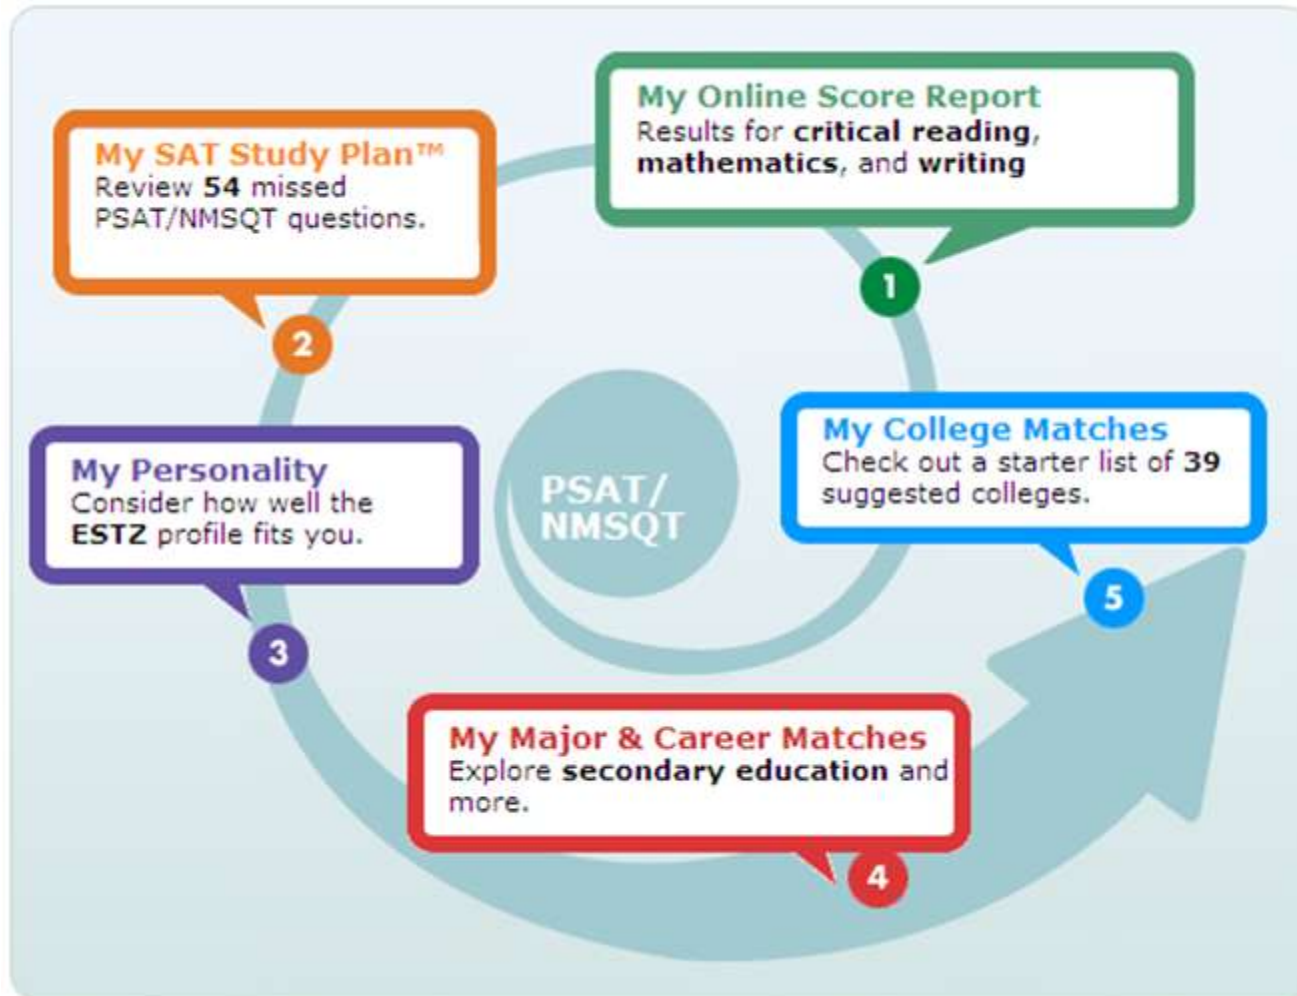 My Online Score Report
Results for critical reading,
mathematics, and writing
1
My SAT Study Plan™
Review 54 missed
PSAT/NMSQT questions.
2
My Personality
Consider how well the
ESTZ profile fits you.
3
PSAT/
NMSQT
My Major & Career Matches
Explore secondary education and
more.
4
My College Matches
Check out a starter list of 39
suggested colleges.
5